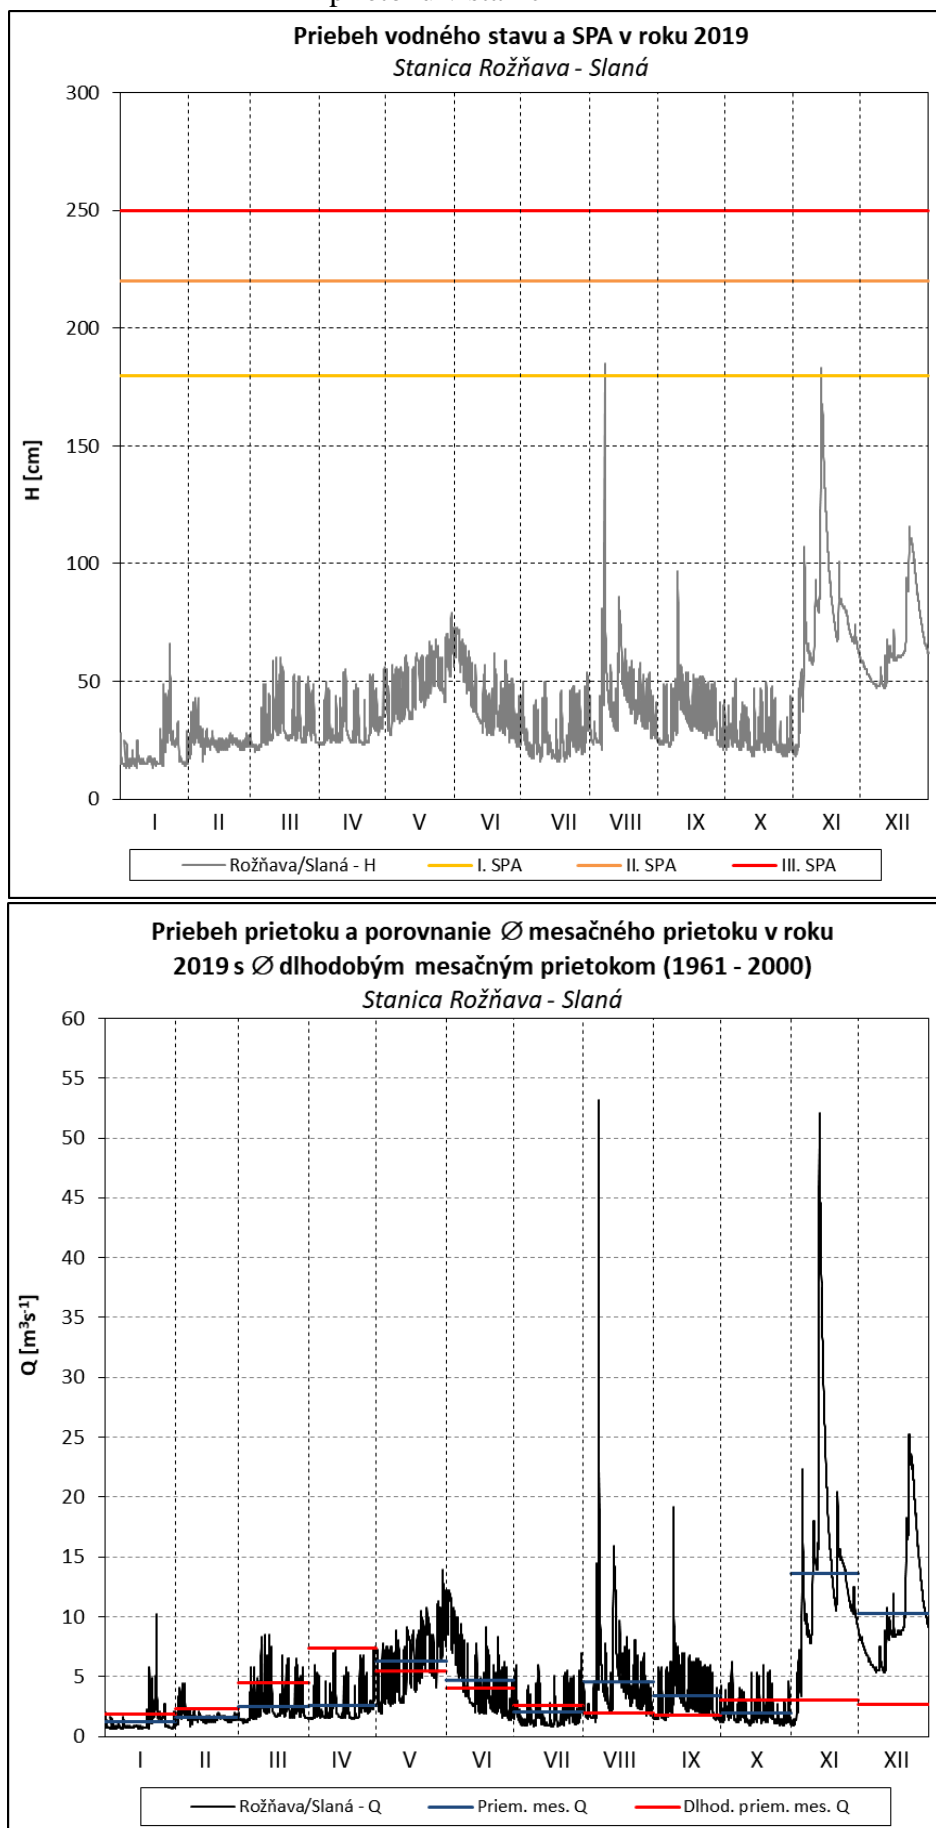 Priebeh vodného stavu a SPA v roku 2019
Stanica Rožňava - Slaná
300
250
200
150
100
50
0
H [cm]
I II III IV V VI VII VIII IX X XI XII
Rožňava/Slaná - H I. SPA II. SPA III. SPA
Priebeh prietoku a porovnanie Ø mesačného prietoku v roku
2019 s Ø dlhodobým mesačným prietokom (1961 - 2000)
Stanica Rožňava - Slaná
60
55
50
45
40
35
30
25
20
15
10
5
0
Q [m³s⁻¹]
I II III IV V VI VII VIII IX X XI XII
Rožňava/Slaná - Q Priem. mes. Q Dlhod. priem. mes. Q